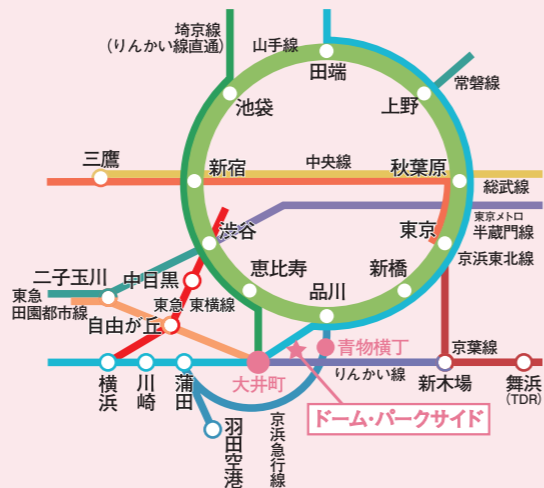 埼京線
(りんかい線直通)
山手線
田端
常磐線
池袋
上野
三鷹
新宿
中央線
秋葉原
総武線
東京メトロ
半蔵門線
渋谷
東京
京浜東北線
二子玉川
中目黒
恵比寿
新橋
東急
田園都市線
東急 東横線
品川
自由が丘
青物横丁
京葉線
横浜
川崎
蒲田
大井町
りんかい線
新木場
舞浜
(TDR)
ドーム・パークサイド
羽田空港
京浜急行線